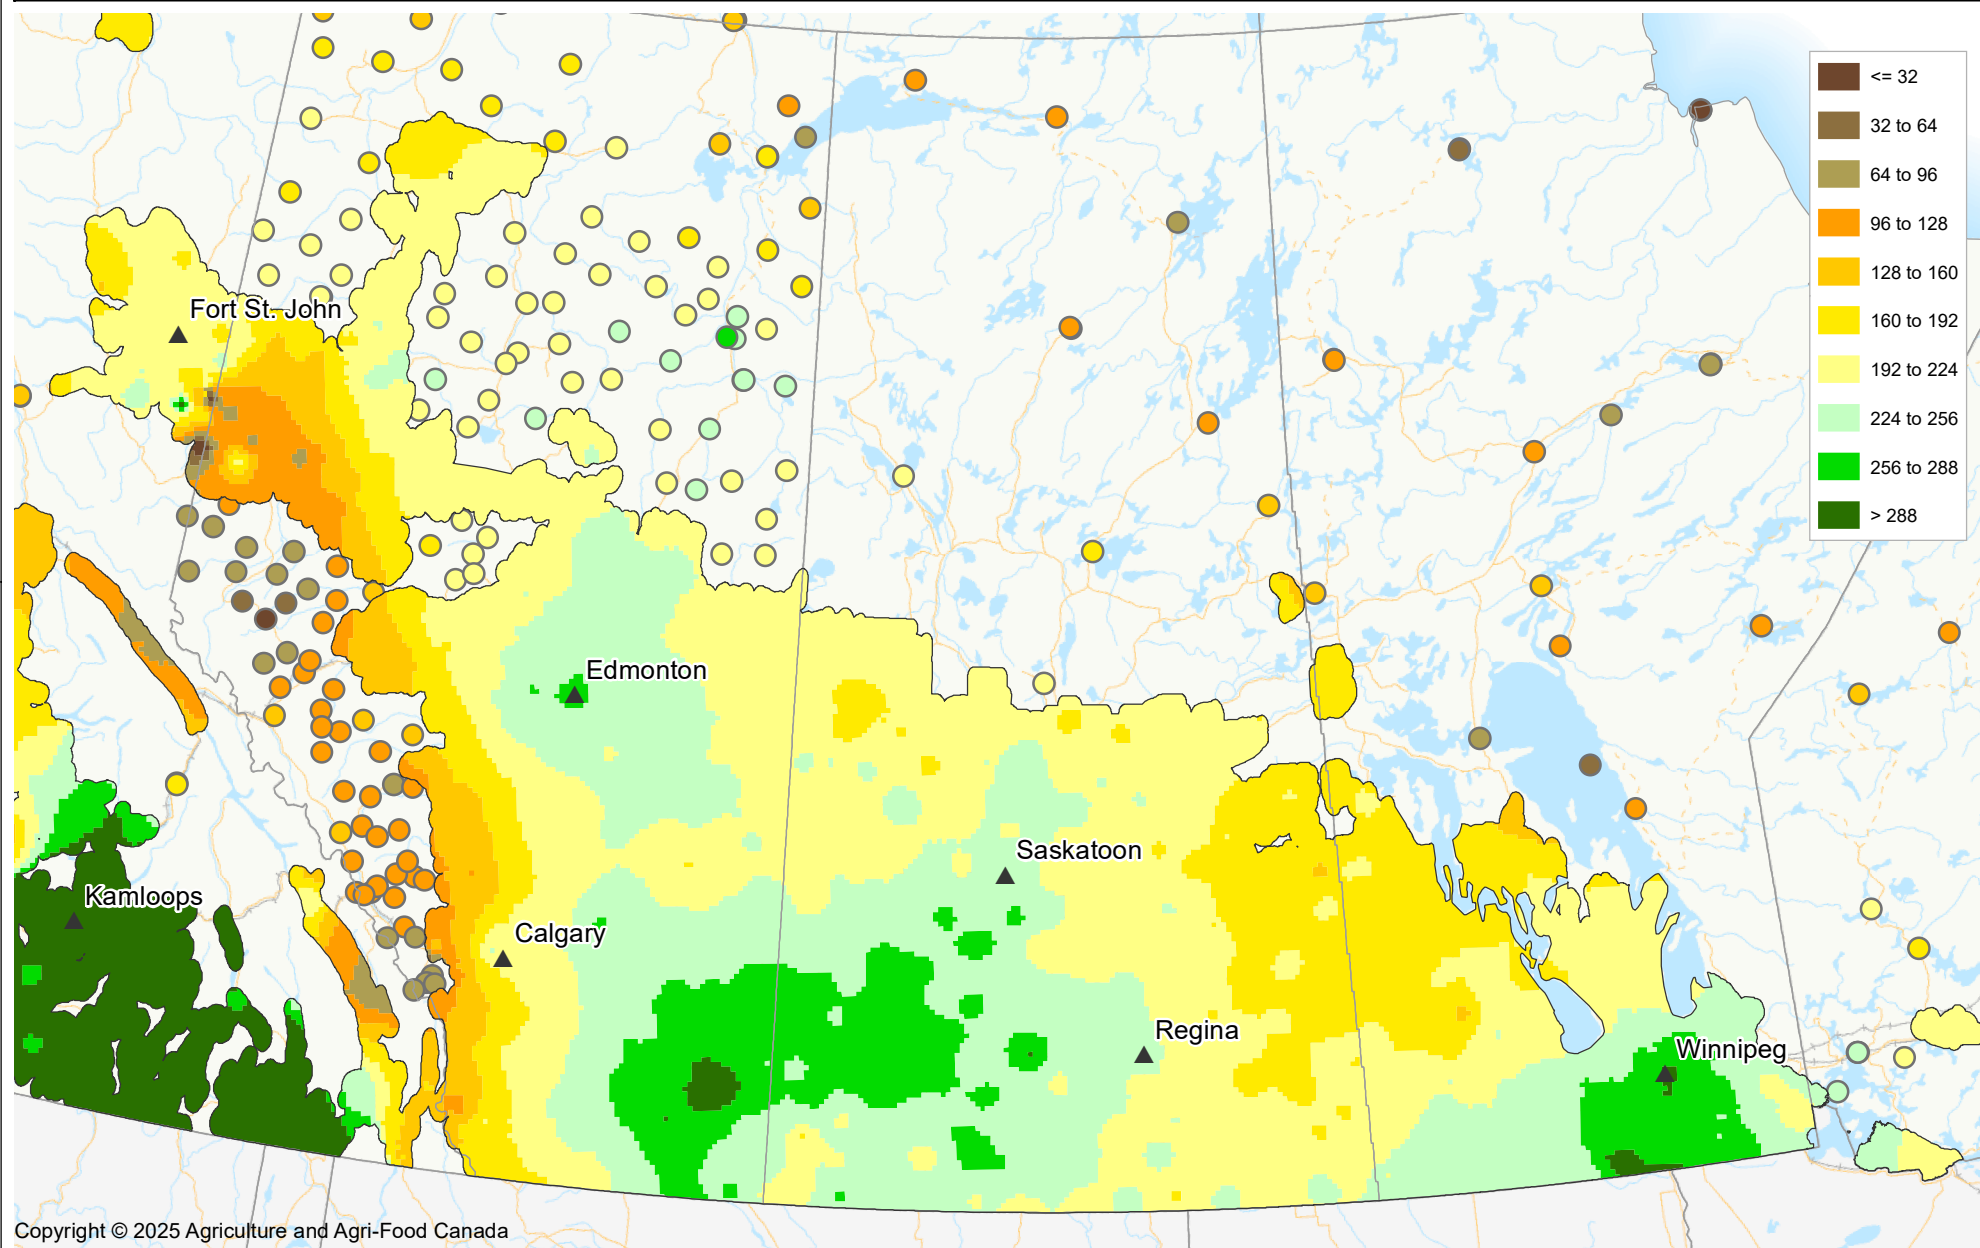 <= 32
32 to 64
64 to 96
96 to 128
128 to 160
160 to 192
192 to 224
224 to 256
256 to 288
> 288
Fort St. John
Edmonton
Saskatoon
Kamloops
Calgary
Regina
Winnipeg
Copyright © 2025 Agriculture and Agri-Food Canada